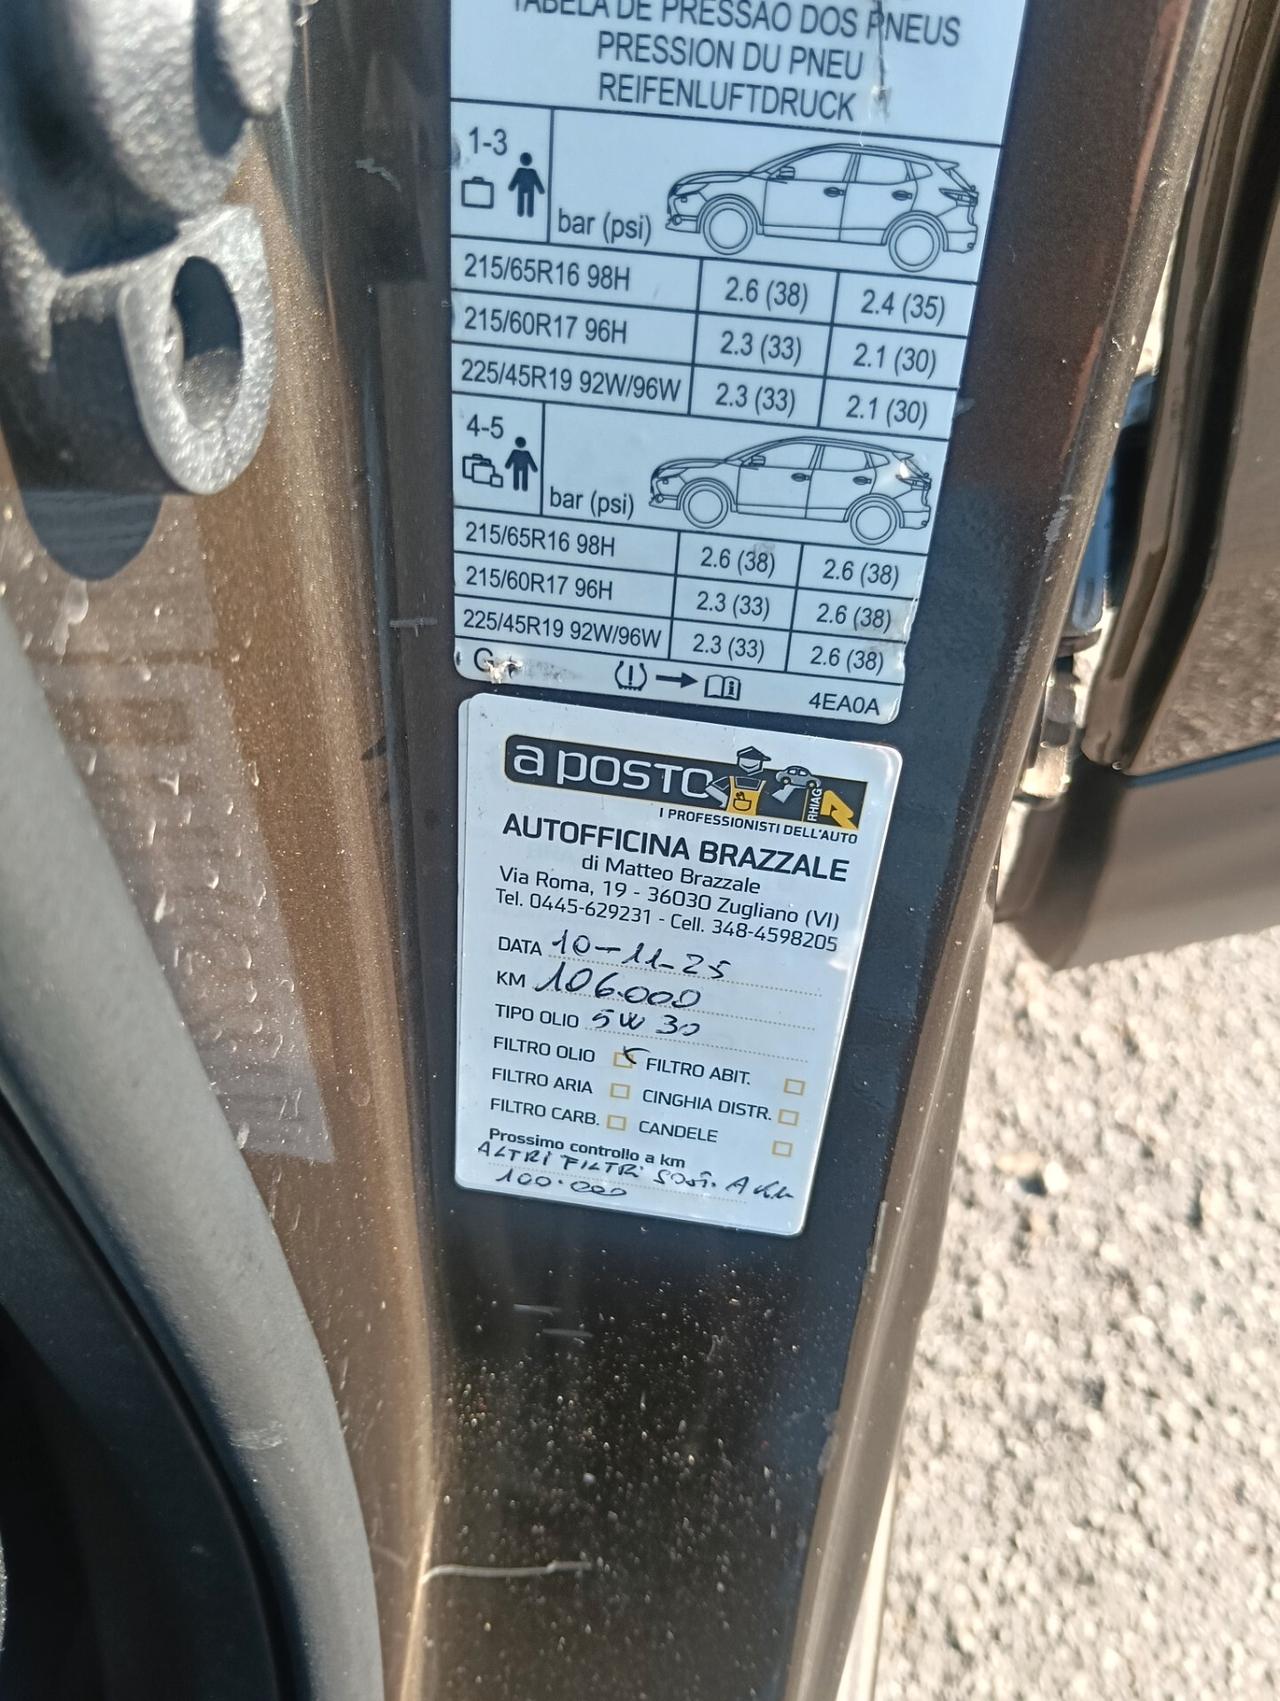 TABELA DE PRESSÃO DOS PNEUS
PRESSION DU PNEU
REIFENLUFTDRUCK
1-3
bar (psi)
215/65R16 98H 2.6 (38) 2.4 (35)
215/60R17 96H 2.3 (33) 2.1 (30)
225/45R19 92W/96W 2.3 (33) 2.1 (30)
4-5
bar (psi)
215/65R16 98H 2.6 (38) 2.6 (38)
215/60R17 96H 2.3 (33) 2.6 (38)
225/45R19 92W/96W 2.3 (33) 2.6 (38)
4EA0A
a posto
RHIAG
I PROFESSIONISTI DELL'AUTO
AUTOFFICINA BRAZZALE
di Matteo Brazzale
Via Roma, 19 - 36030 Zugliano (VI)
Tel. 0445-629231 - Cell. 348-4598205
DATA 10-11-25
KM 106.000
TIPO OLIO 5W30
FILTRO OLIO FILTRO ABIT.
FILTRO ARIA CINGHIA DISTR.
FILTRO CARB. CANDELE
Prossimo controllo a km
ALTRI FILTRI SOST. A KM
100.000